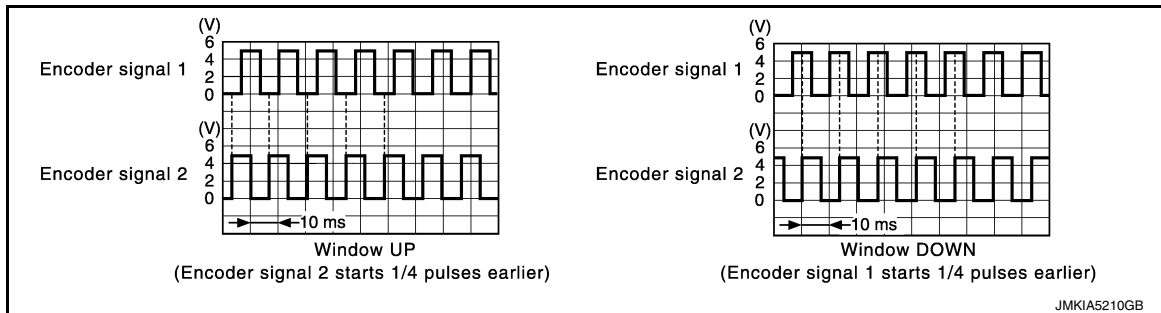 (V)
6
4
2
0
Encoder signal 1
(V)
6
4
2
0
Encoder signal 2
10 ms
Window UP
(Encoder signal 2 starts 1/4 pulses earlier)
(V)
6
4
2
0
Encoder signal 1
(V)
6
4
2
0
Encoder signal 2
10 ms
Window DOWN
(Encoder signal 1 starts 1/4 pulses earlier)
JMKIA5210GB